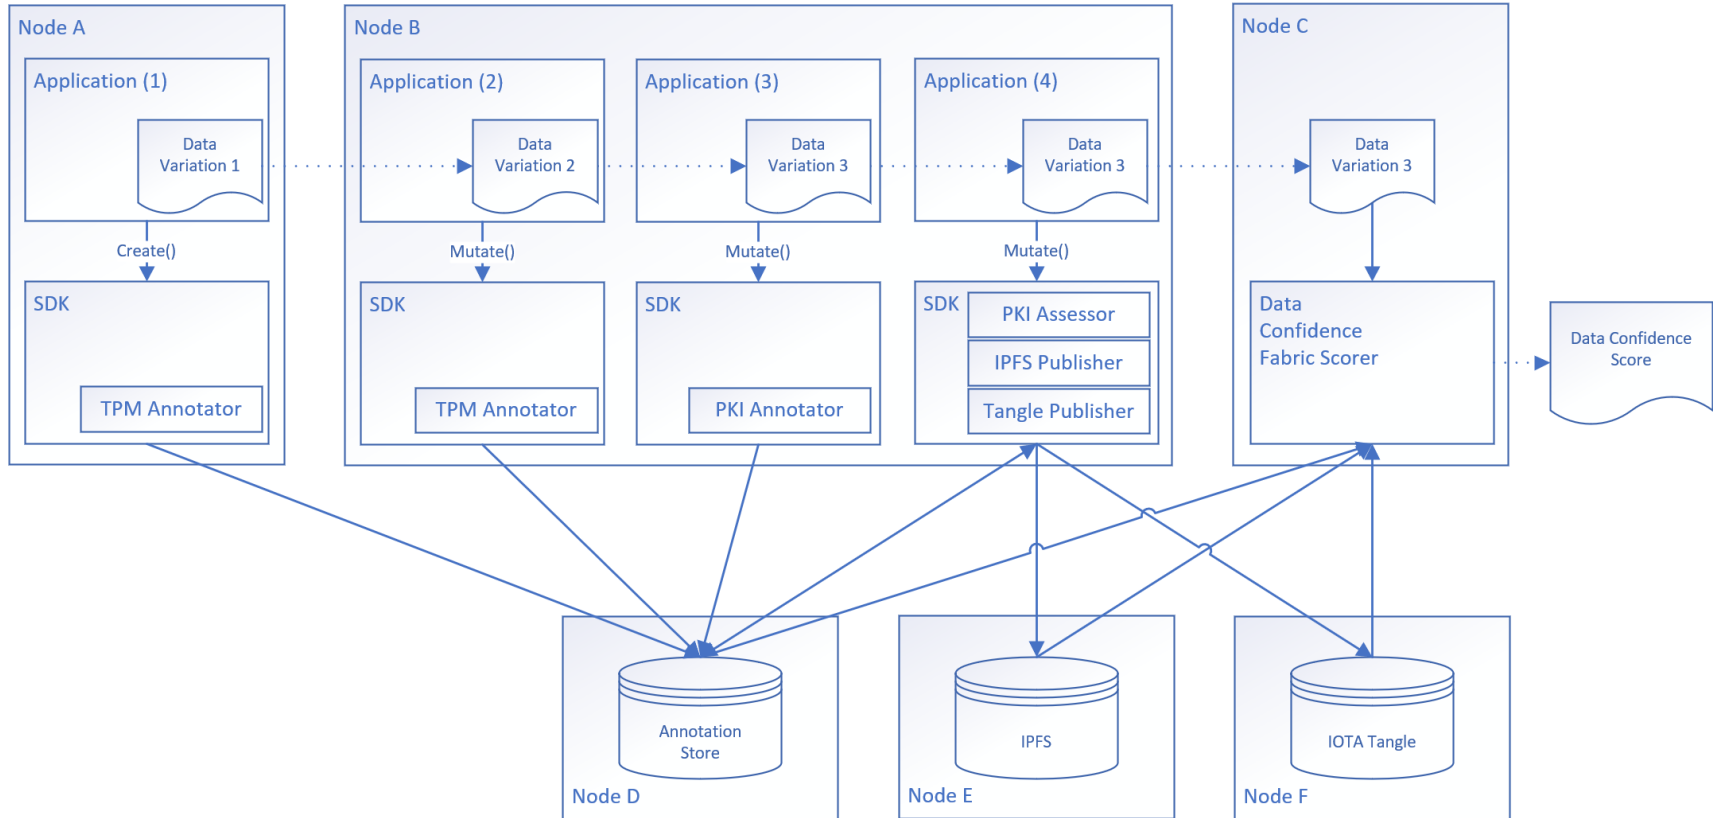 Node A
Application (1)
Data
Variation 1
Create()
SDK
TPM Annotator
Node B
Application (2)
Data
Variation 2
Mutate()
SDK
TPM Annotator
Application (3)
Data
Variation 3
Mutate()
SDK
PKI Annotator
Application (4)
Data
Variation 3
Mutate()
SDK
PKI Assessor
IPFS Publisher
Tangle Publisher
Node C
Data
Variation 3
Data
Confidence
Fabric Scorer
Data Confidence
Score
Annotation
Store
Node D
IPFS
Node E
IOTA Tangle
Node F